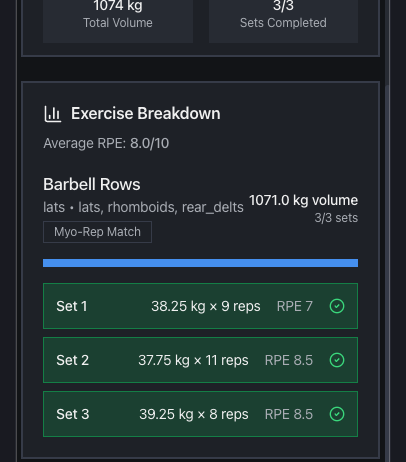 1074 kg
Total Volume
3/3
Sets Completed
Exercise Breakdown
Average RPE: 8.0/10
Barbell Rows
lats • lats, rhomboids, rear_delts
1071.0 kg volume
3/3 sets
Myo-Rep Match
Set 1 38.25 kg × 9 reps RPE 7
Set 2 37.75 kg × 11 reps RPE 8.5
Set 3 39.25 kg × 8 reps RPE 8.5